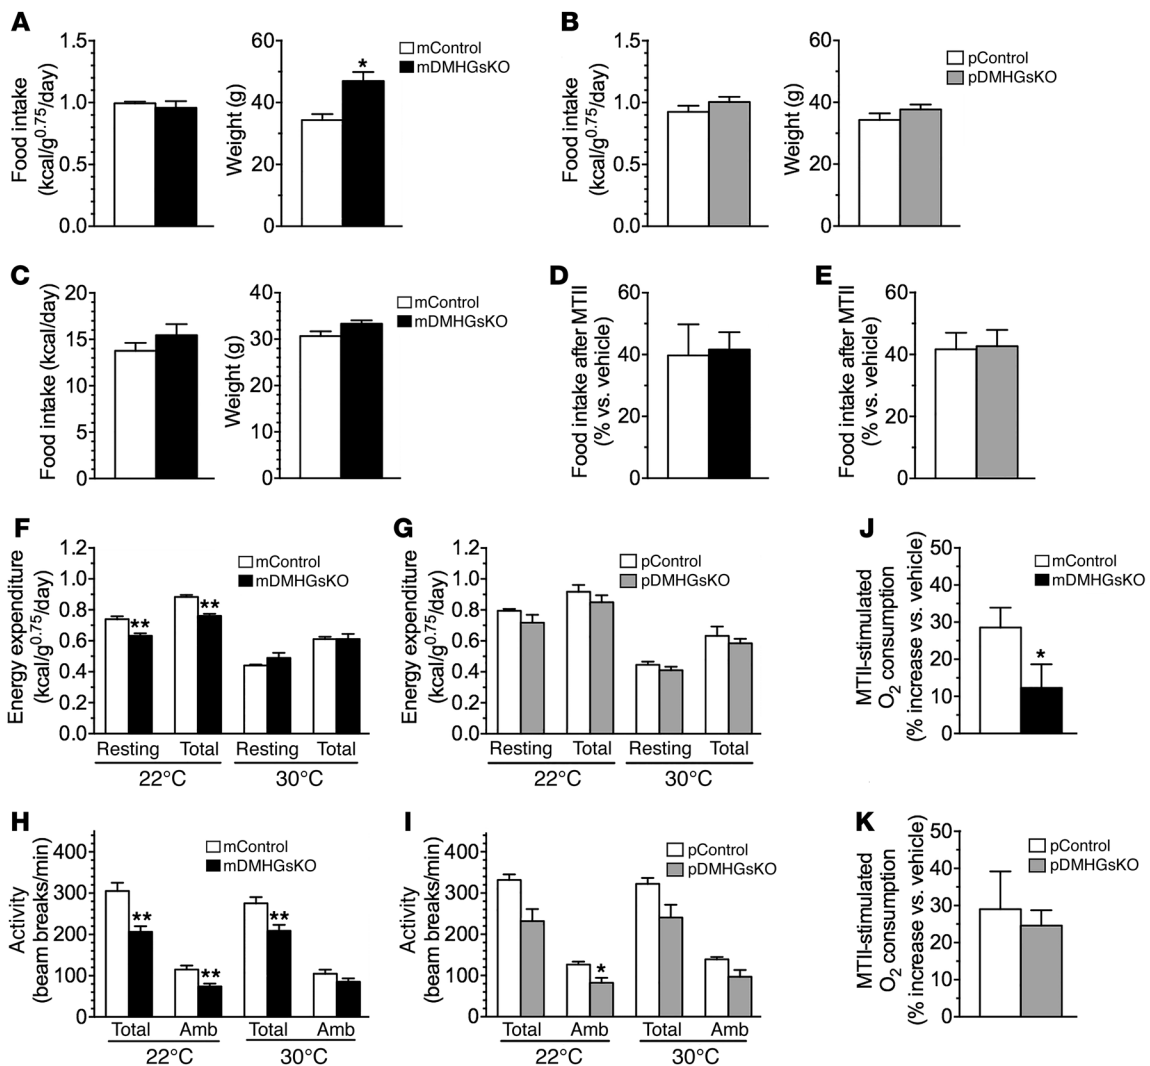 A
Food intake
(kcal/g0.75/day)
1.5
1.0
0.5
0.0
Weight (g)
60
40
20
0
*
mControl
mDMHGsKO
B
Food intake
(kcal/g0.75/day)
1.5
1.0
0.5
0.0
Weight (g)
60
40
20
0
pControl
pDMHGsKO
C
Food intake (kcal/day)
20
15
10
5
0
Weight (g)
40
30
20
10
0
mControl
mDMHGsKO
D
Food intake after MTII
(% vs. vehicle)
60
40
20
0
E
Food intake after MTII
(% vs. vehicle)
60
40
20
0
F
Energy expenditure
(kcal/g0.75/day)
1.2
1.0
0.8
0.6
0.4
0.2
0.0
mControl
mDMHGsKO
**
**
Resting Total Resting Total
22°C 30°C
G
Energy expenditure
(kcal/g0.75/day)
1.2
1.0
0.8
0.6
0.4
0.2
0.0
pControl
pDMHGsKO
Resting Total Resting Total
22°C 30°C
J
MTII-stimulated
O2 consumption
(% increase vs. vehicle)
50
40
30
20
10
0
mControl
mDMHGsKO
*
H
Activity
(beam breaks/min)
400
300
200
100
0
mControl
mDMHGsKO
**
**
**
Total Amb Total Amb
22°C 30°C
I
Activity
(beam breaks/min)
400
300
200
100
0
pControl
pDMHGsKO
*
Total Amb Total Amb
22°C 30°C
K
MTII-stimulated
O2 consumption
(% increase vs. vehicle)
50
40
30
20
10
0
pControl
pDMHGsKO